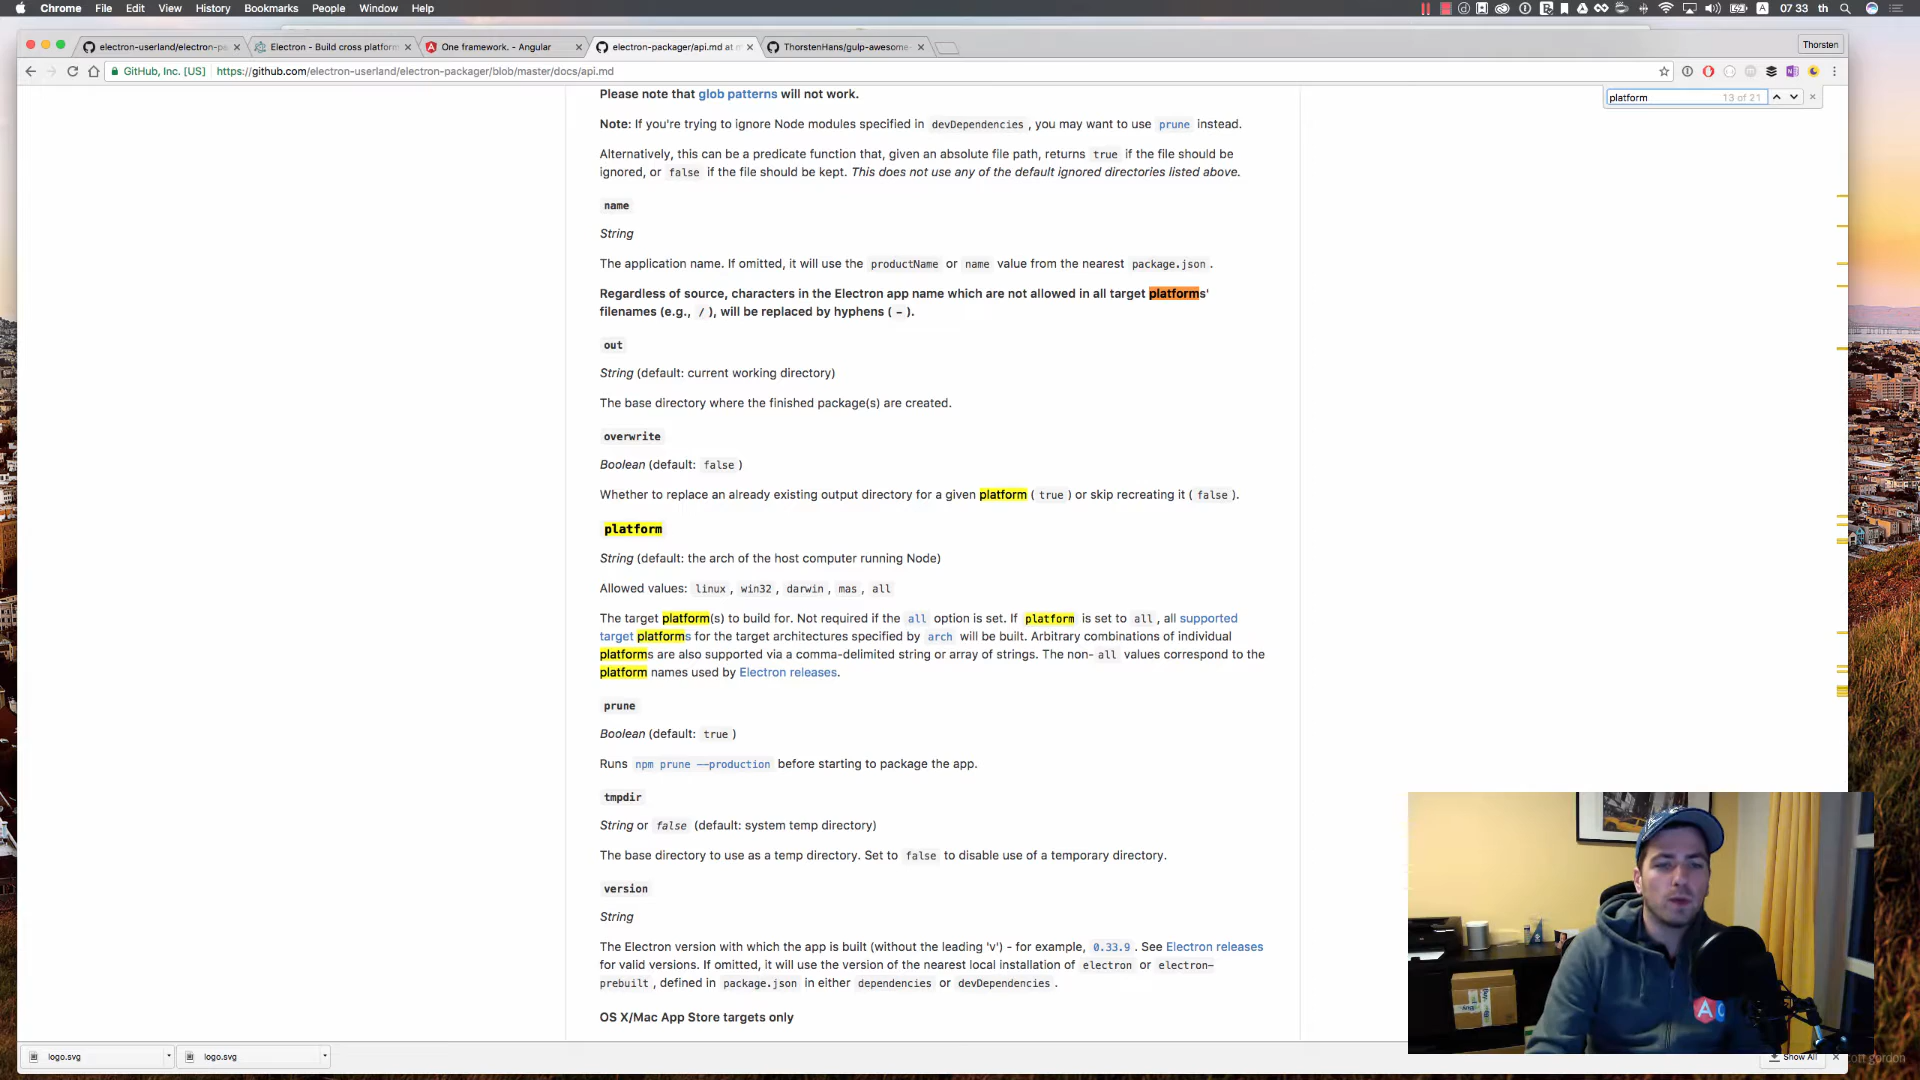 Chrome File Edit View History Bookmarks People Window Help
07 33 th
electron-userland/electron-pa
Electron - Build cross platform
One framework. - Angular
electron-packager/api.md at m
ThorstenHans/gulp-awesome-
Thorsten
GitHub, Inc. [US] https://github.com/electron-userland/electron-packager/blob/master/docs/api.md
platform 13 of 21
Please note that glob patterns will not work.
Note: If you're trying to ignore Node modules specified in devDependencies , you may want to use prune instead.
Alternatively, this can be a predicate function that, given an absolute file path, returns true if the file should be
ignored, or false if the file should be kept. This does not use any of the default ignored directories listed above.
name
String
The application name. If omitted, it will use the productName or name value from the nearest package.json .
Regardless of source, characters in the Electron app name which are not allowed in all target platforms'
filenames (e.g., / ), will be replaced by hyphens ( - ).
out
String (default: current working directory)
The base directory where the finished package(s) are created.
overwrite
Boolean (default: false )
Whether to replace an already existing output directory for a given platform ( true ) or skip recreating it ( false ).
platform
String (default: the arch of the host computer running Node)
Allowed values: linux , win32 , darwin , mas , all
The target platform(s) to build for. Not required if the all option is set. If platform is set to all , all supported
target platforms for the target architectures specified by arch will be built. Arbitrary combinations of individual
platforms are also supported via a comma-delimited string or array of strings. The non- all values correspond to the
platform names used by Electron releases.
prune
Boolean (default: true )
Runs npm prune --production before starting to package the app.
tmpdir
String or false (default: system temp directory)
The base directory to use as a temp directory. Set to false to disable use of a temporary directory.
version
String
The Electron version with which the app is built (without the leading 'v') - for example, 0.33.9 . See Electron releases
for valid versions. If omitted, it will use the version of the nearest local installation of electron or electron-
prebuilt , defined in package.json in either dependencies or devDependencies .
OS X/Mac App Store targets only
logo.svg
logo.svg
Show All
ott gordon